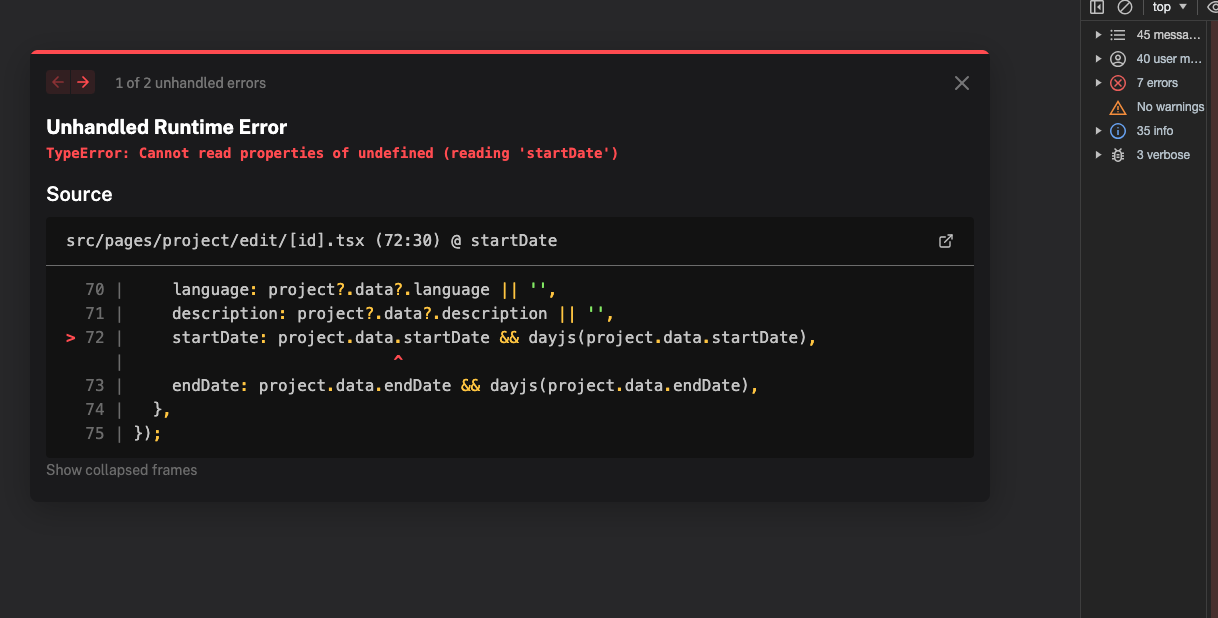 top
45 messa...
40 user m...
7 errors
No warnings
35 info
3 verbose
1 of 2 unhandled errors
Unhandled Runtime Error
TypeError: Cannot read properties of undefined (reading 'startDate')
Source
src/pages/project/edit/[id].tsx (72:30) @ startDate
70 |     language: project?.data?.language || '',
71 |     description: project?.data?.description || '',
> 72 |     startDate: project.data.startDate && dayjs(project.data.startDate),
|                            ^
73 |     endDate: project.data.endDate && dayjs(project.data.endDate),
74 |   },
75 | });
Show collapsed frames